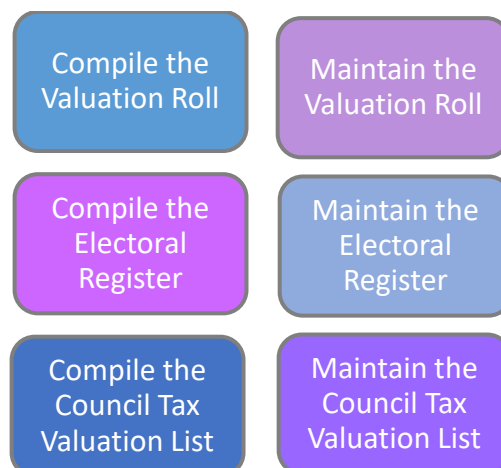 Compile the
Valuation Roll
Maintain the
Valuation Roll
Compile the
Electoral
Register
Maintain the
Electoral
Register
Compile the
Council Tax
Valuation List
Maintain the
Council Tax
Valuation List